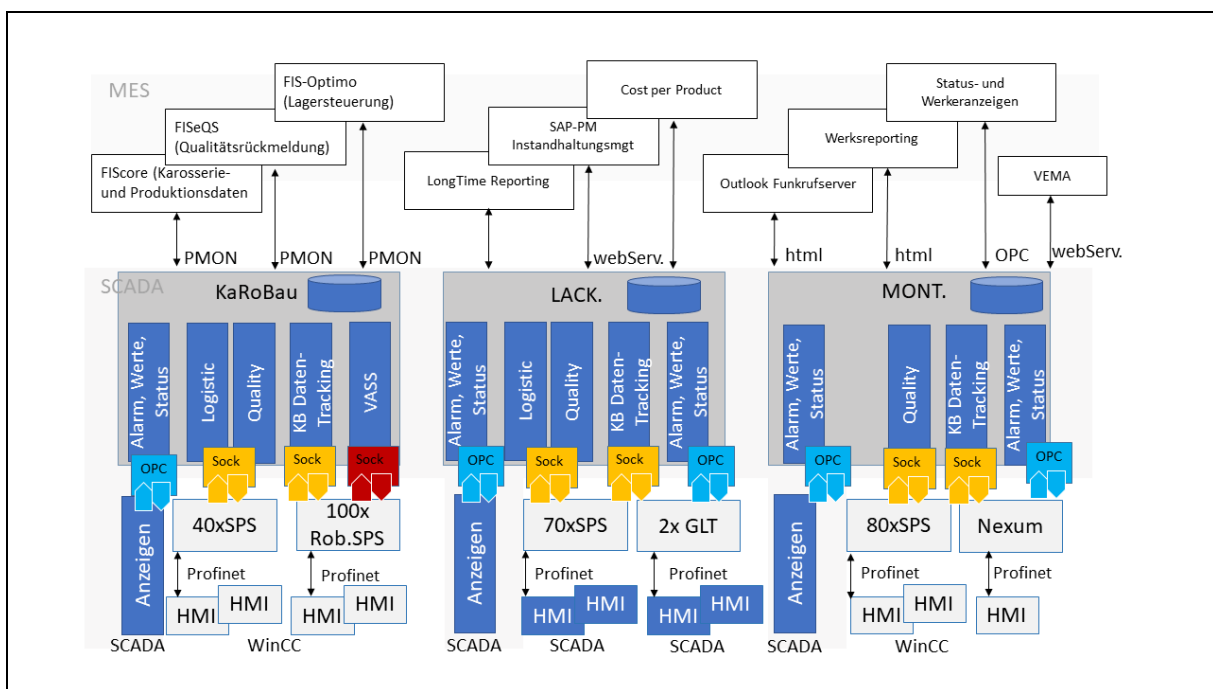 MES
FIS-Optimo
(Lagersteuerung)
FISeQS
(Qualitätsrückmeldung)
FIScore (Karosserie-
und Produktionsdaten
Cost per Product
SAP-PM
Instandhaltungsmgt
LongTime Reporting
Status- und
Werkeranzeigen
Werksreporting
Outlook Funkrufserver
VEMA
PMON
PMON
PMON
webServ.
html
html
OPC
webServ.
SCADA
KaRoBau
Alarm, Werte,
Status
Logistic
Quality
KB Daten-
Tracking
VASS
OPC
Sock
Sock
Sock
Anzeigen
40xSPS
100x
Rob.SPS
Profinet
Profinet
HMI
HMI
HMI
HMI
SCADA
WinCC
LACK.
Alarm, Werte,
Status
Logistic
Quality
KB Daten-
Tracking
Alarm, Werte,
Status
OPC
Sock
Sock
OPC
Anzeigen
70xSPS
2x GLT
Profinet
Profinet
HMI
HMI
HMI
HMI
SCADA
SCADA
SCADA
MONT.
Alarm, Werte,
Status
Quality
KB Daten-
Tracking
Alarm, Werte,
Status
OPC
Sock
Sock
OPC
Anzeigen
80xSPS
Nexum
Profinet
Profinet
HMI
HMI
HMI
SCADA
WinCC